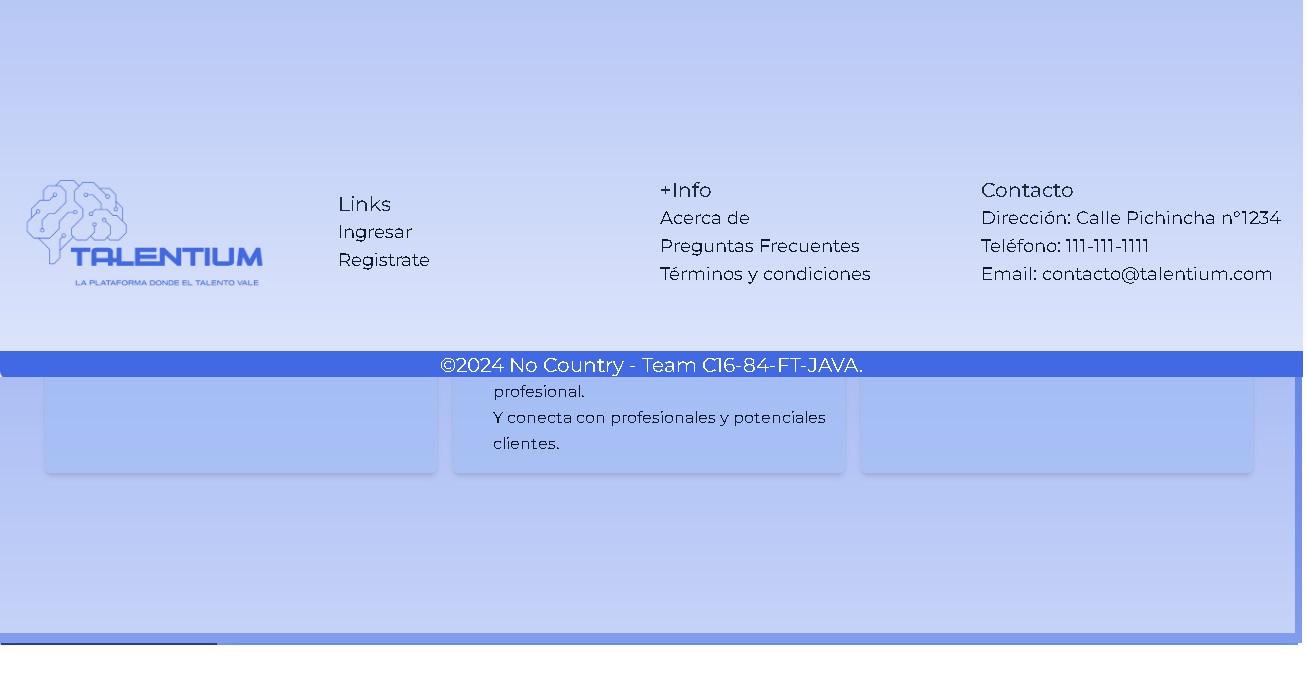 TALENTIUM
LA PLATAFORMA DONDE EL TALENTO VALE
Links
Ingresar
Registrate
+Info
Acerca de
Preguntas Frecuentes
Términos y condiciones
Contacto
Dirección: Calle Pichincha n°1234
Teléfono: 111-111-1111
Email: contacto@talentium.com
©2024 No Country - Team C16-84-FT-JAVA.
profesional.
Y conecta con profesionales y potenciales
clientes.